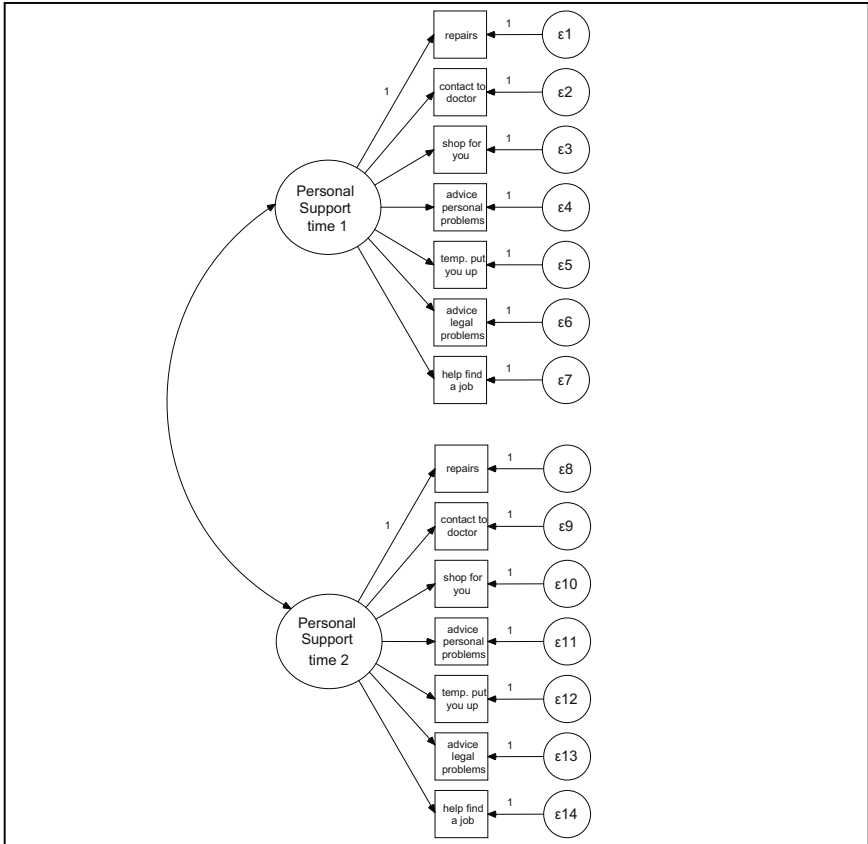 repairs
1
ε1
1
contact to
doctor
1
ε2
shop for
you
1
ε3
Personal
Support
time 1
advice
personal
problems
1
ε4
temp. put
you up
1
ε5
advice
legal
problems
1
ε6
help find
a job
1
ε7
repairs
1
ε8
1
contact to
doctor
1
ε9
shop for
you
1
ε10
Personal
Support
time 2
advice
personal
problems
1
ε11
temp. put
you up
1
ε12
advice
legal
problems
1
ε13
help find
a job
1
ε14